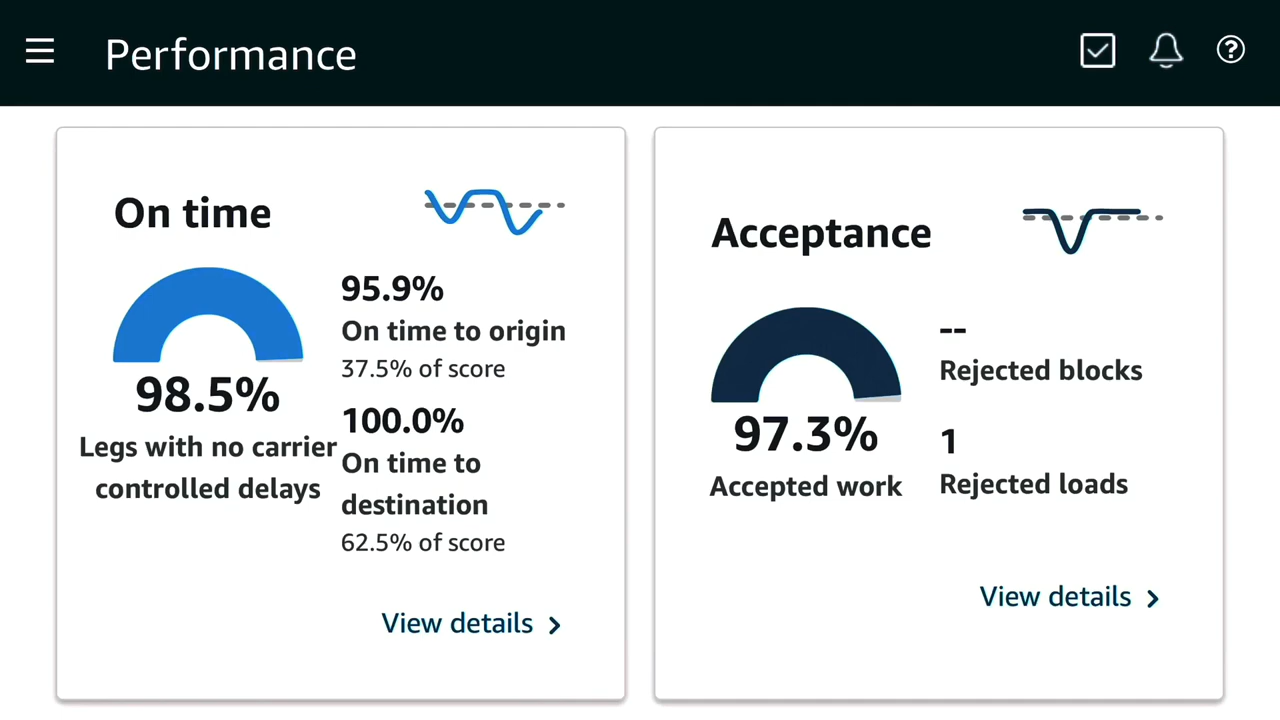 Performance
On time
95.9%
On time to origin
37.5% of score
98.5%
Legs with no carrier
controlled delays
100.0%
On time to
destination
62.5% of score
View details
Acceptance
97.3%
Accepted work
--
Rejected blocks
1
Rejected loads
View details